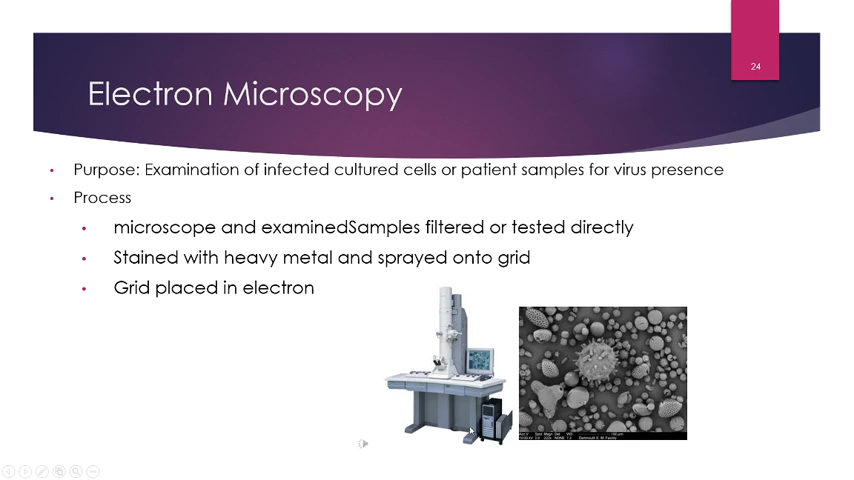 24
Electron Microscopy
Purpose: Examination of infected cultured cells or patient samples for virus presence
Process
microscope and examinedSamples filtered or tested directly
Stained with heavy metal and sprayed onto grid
Grid placed in electron